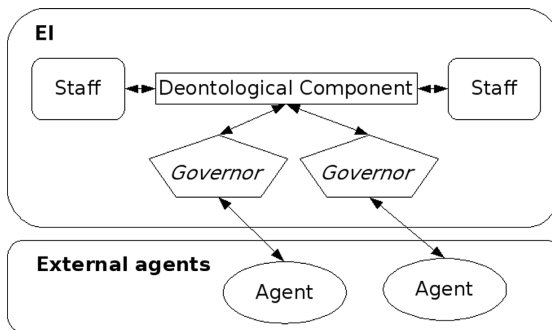 EI
Staff
Deontological Component
Staff
Governor
Governor
External agents
Agent
Agent